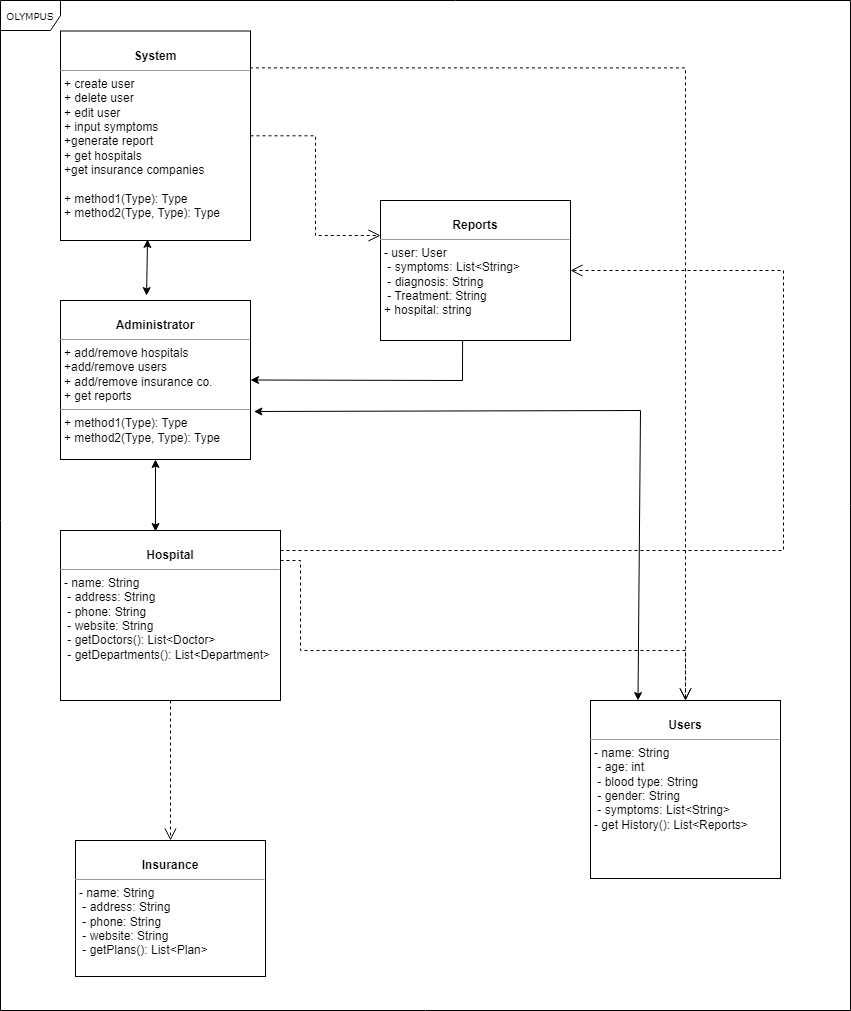 OLYMPUS
System
+ create user
+ delete user
+ edit user
+ input symptoms
+generate report
+ get hospitals
+get insurance companies
+ method1(Type): Type
+ method2(Type, Type): Type
Reports
- user: User
- symptoms: List<String>
- diagnosis: String
- Treatment: String
+ hospital: string
Administrator
+ add/remove hospitals
+add/remove users
+ add/remove insurance co.
+ get reports
+ method1(Type): Type
+ method2(Type, Type): Type
Hospital
- name: String
- address: String
- phone: String
- website: String
- getDoctors(): List<Doctor>
- getDepartments(): List<Department>
Users
- name: String
- age: int
- blood type: String
- gender: String
- symptoms: List<String>
- get History(): List<Reports>
Insurance
- name: String
- address: String
- phone: String
- website: String
- getPlans(): List<Plan>